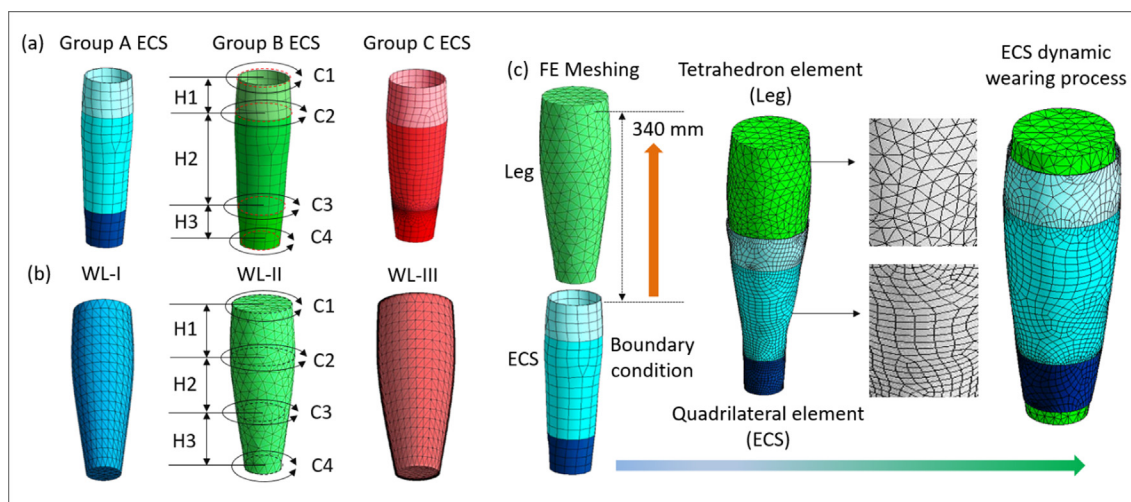 (a)
Group A ECS
Group B ECS
Group C ECS
H1
H2
H3
C1
C2
C3
C4
(b)
WL-I
WL-II
WL-III
H1
H2
H3
C1
C2
C3
C4
(c)
FE Meshing
Leg
340 mm
ECS
Boundary
condition
Tetrahedron element
(Leg)
Quadrilateral element
(ECS)
ECS dynamic
wearing process